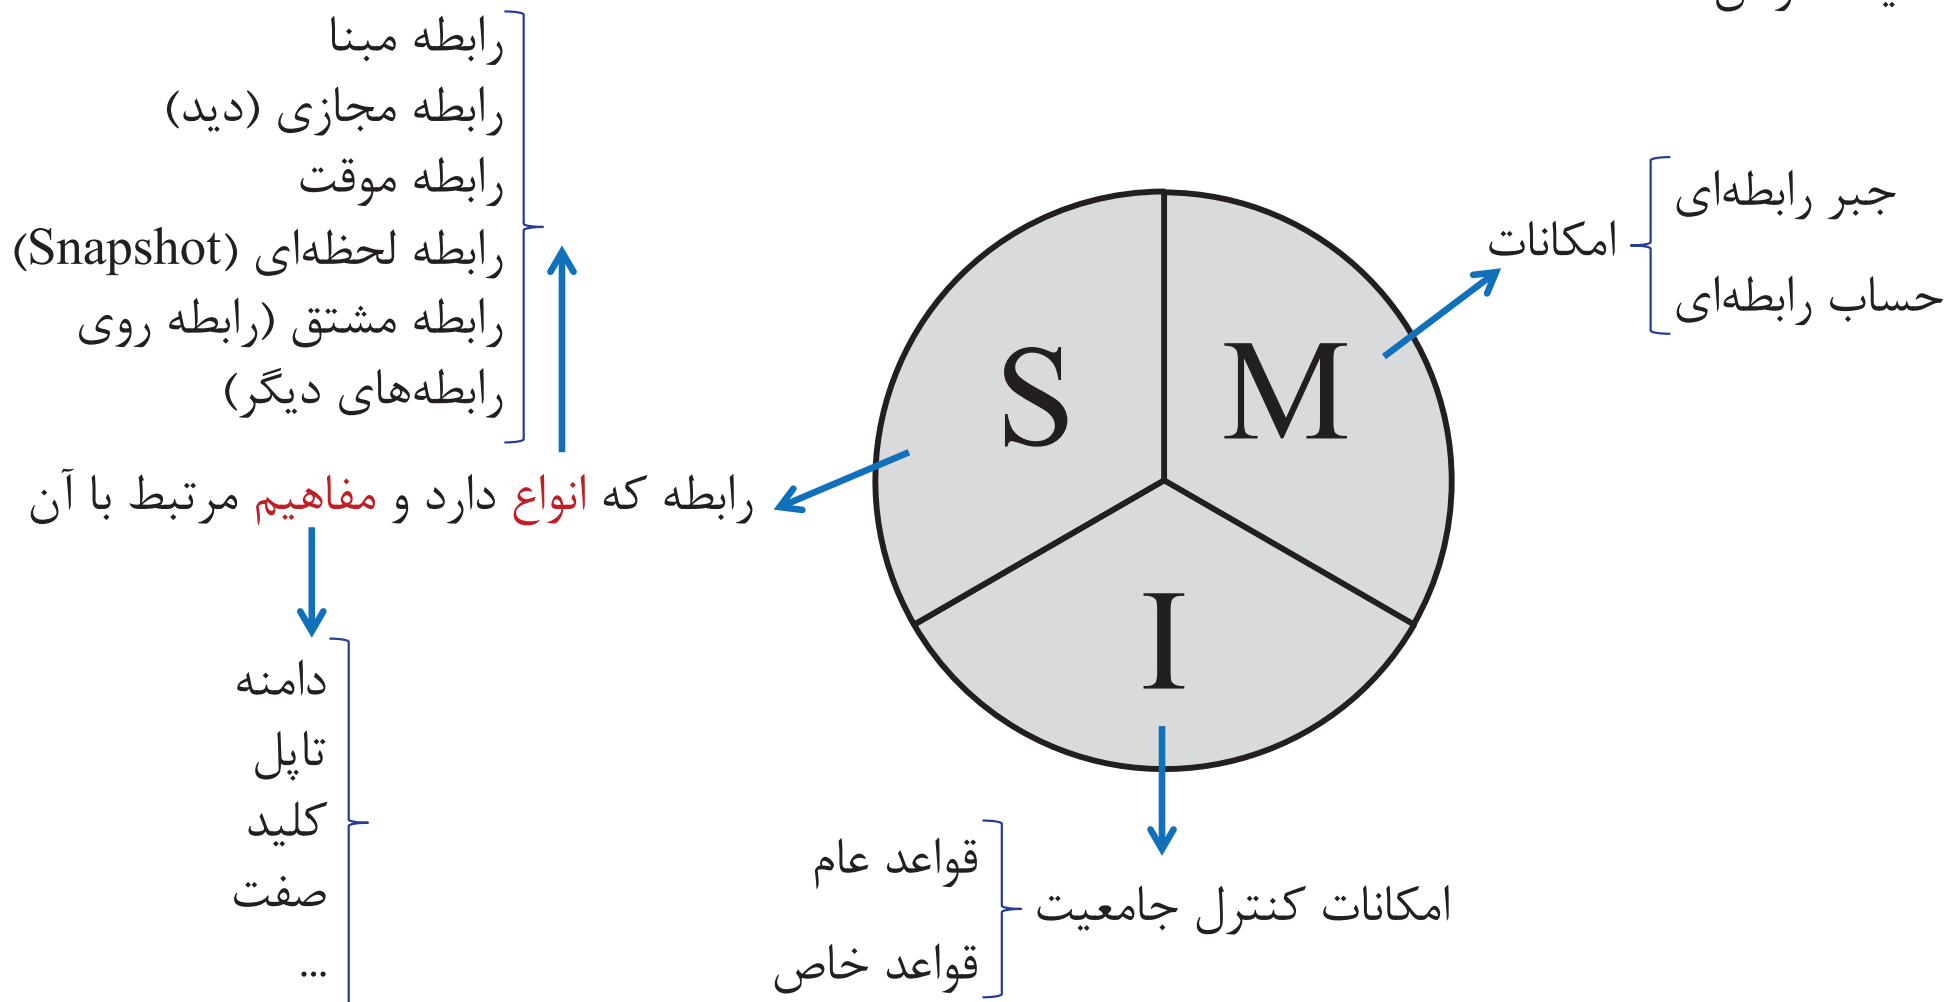 رابطه مبنا
رابطه مجازی (دید)
رابطه موقت
رابطه لحظه‌ای (Snapshot)
رابطه مشتق (رابطه روی
رابطه‌های دیگر)
رابطه که انواع دارد و مفاهیم مرتبط با آن
دامنه
تاپل
کلید
صفت
...
S
M
I
امکانات
جبر رابطه‌ای
حساب رابطه‌ای
امکانات کنترل جامعیت
قواعد عام
قواعد خاص